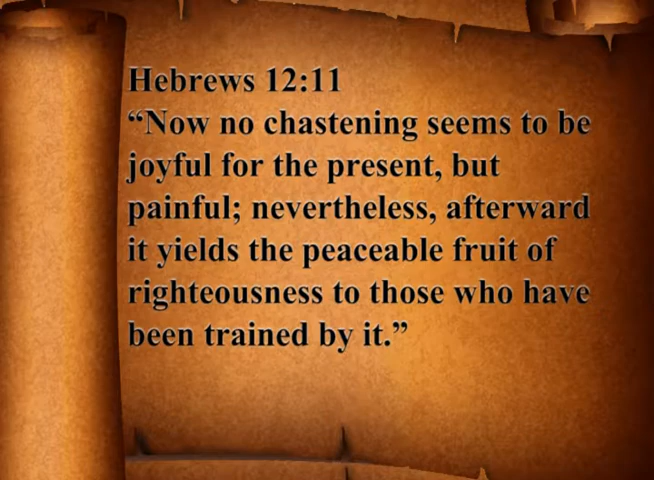 Hebrews 12:11
“Now no chastening seems to be
joyful for the present, but
painful; nevertheless, afterward
it yields the peaceable fruit of
righteousness to those who have
been trained by it.”